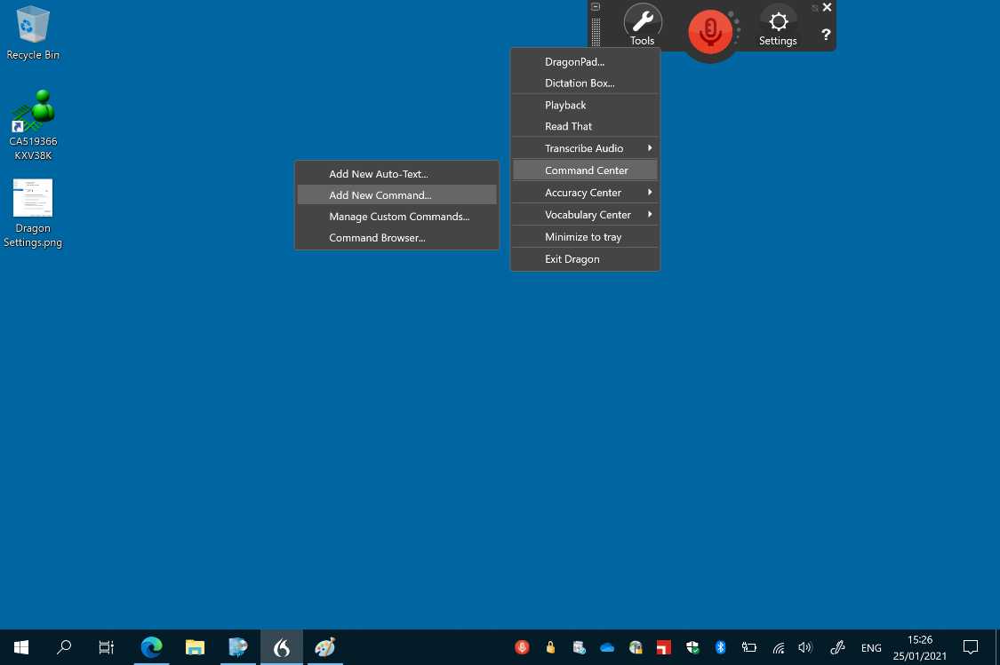 Recycle Bin
CA519366
KXV38K
Dragon
Settings.png
Tools
Settings
?
DragonPad...
Dictation Box...
Playback
Read That
Transcribe Audio
Command Center
Accuracy Center
Vocabulary Center
Minimize to tray
Exit Dragon
Add New Auto-Text...
Add New Command...
Manage Custom Commands...
Command Browser...
ENG
15:26
25/01/2021